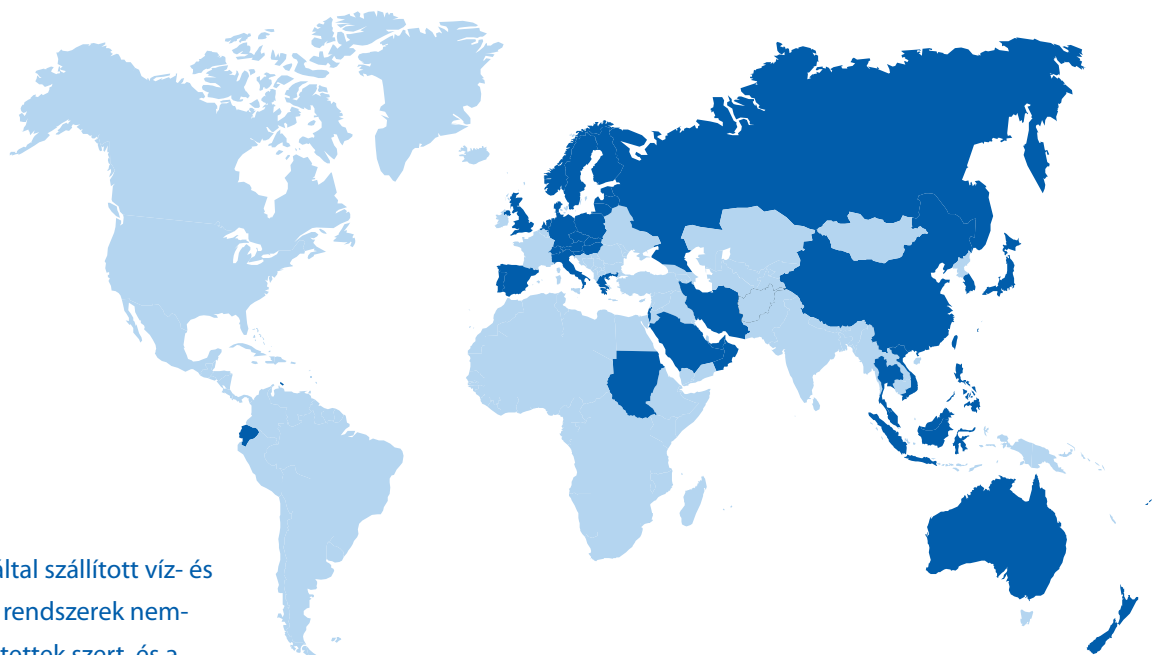 által szállított víz- és
rendszerek nem-
tettek szert, és a